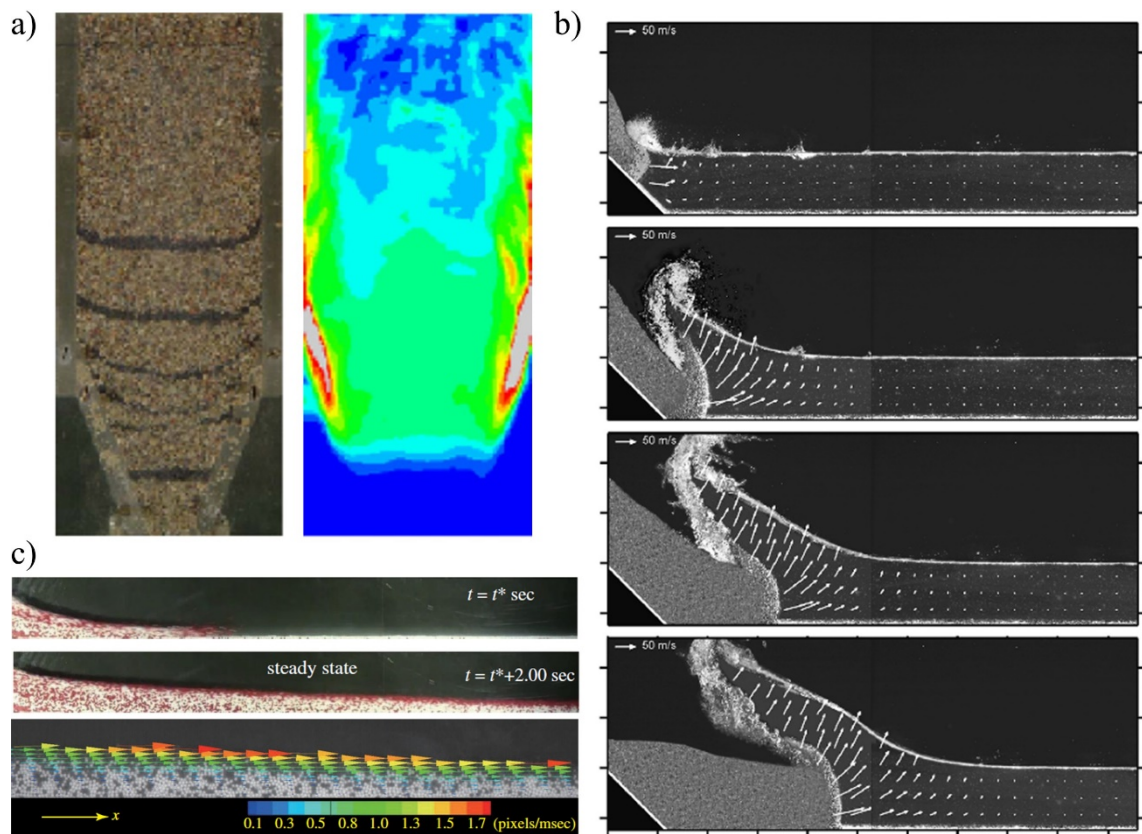 a)
b)
50 m/s
50 m/s
50 m/s
50 m/s
c)
t = t* sec
steady state
t = t*+2.00 sec
x
0.1 0.3 0.5 0.8 1.0 1.3 1.5 1.7 (pixels/msec)